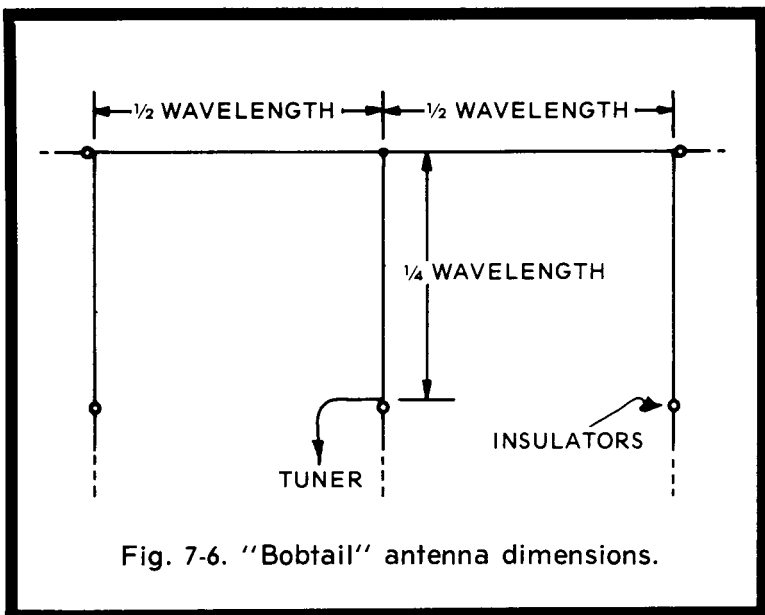 ½ WAVELENGTH ½ WAVELENGTH
¼ WAVELENGTH
INSULATORS
TUNER
Fig. 7-6. "Bobtail" antenna dimensions.